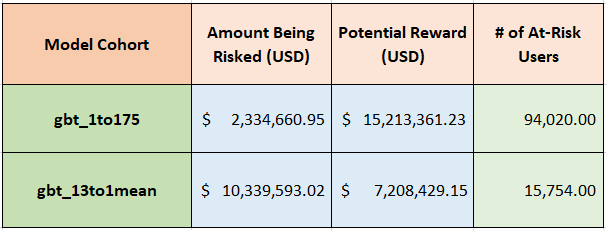 Model Cohort Amount Being Risked (USD) Potential Reward (USD) # of At-Risk Users
gbt_1to175 $ 2,334,660.95 $ 15,213,361.23 94,020.00
gbt_13to1mean $ 10,339,593.02 $ 7,208,429.15 15,754.00